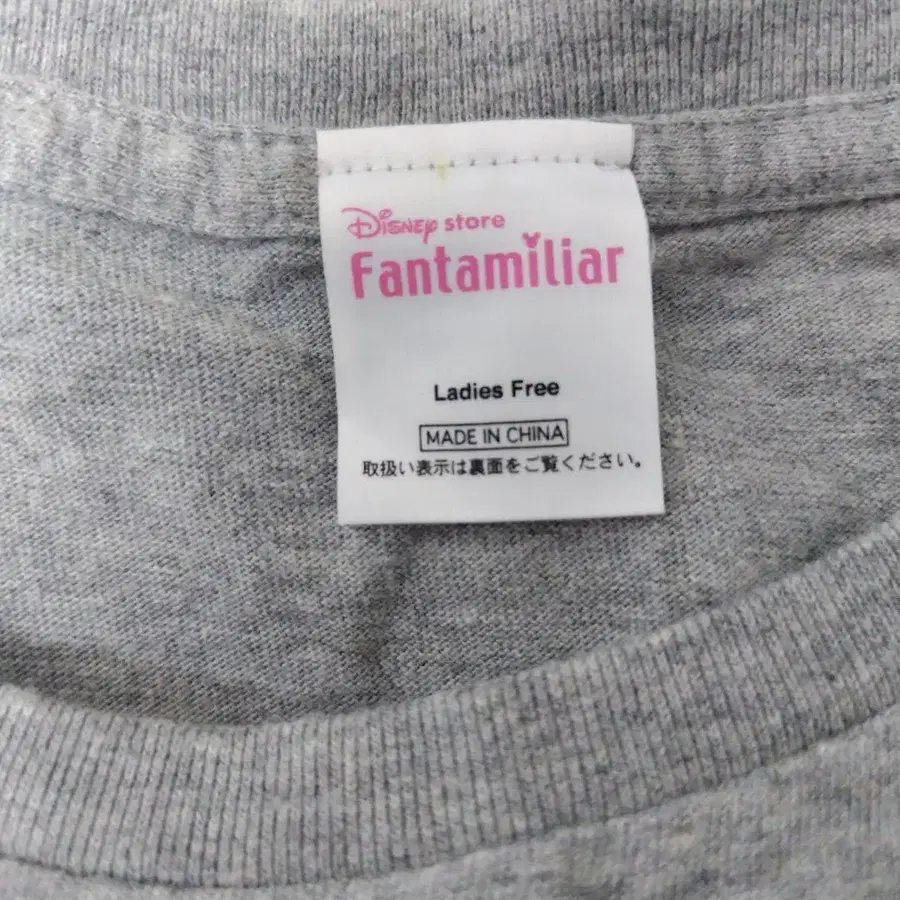 Disney store
Fantamiliar
Ladies Free
MADE IN CHINA
取扱い表示は裏面をご覧ください。